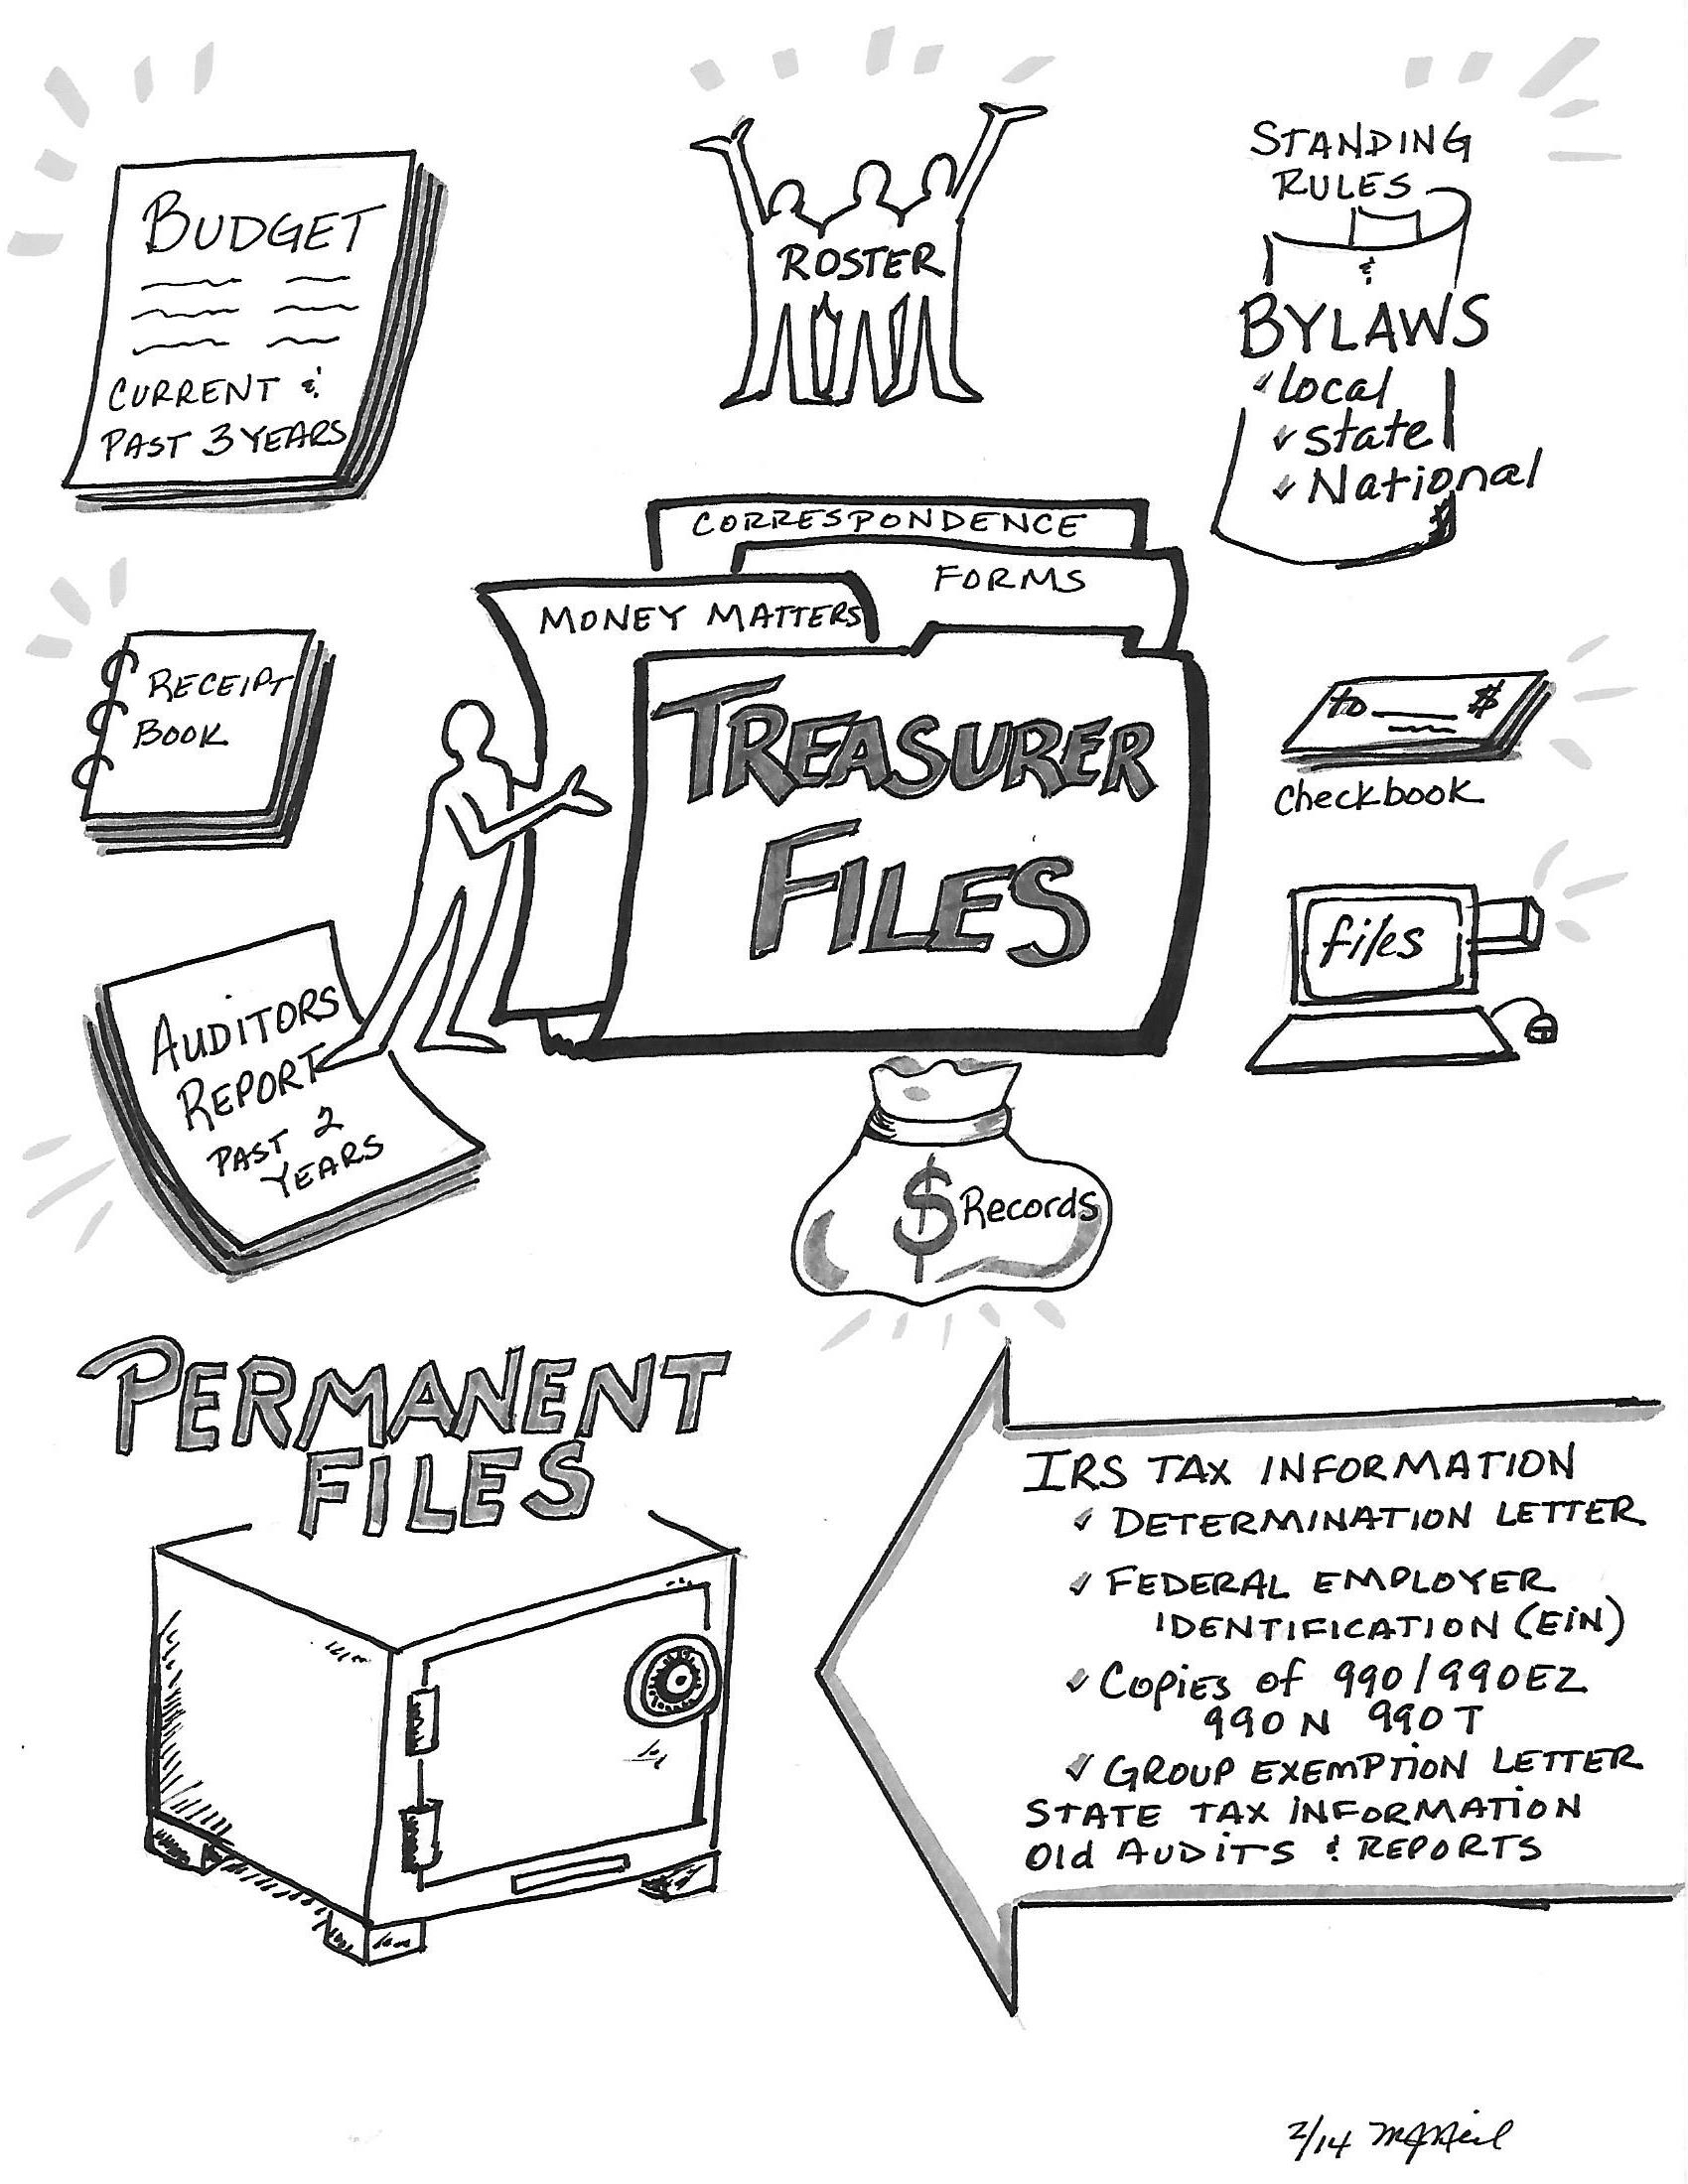 BUDGET
CURRENT &
PAST 3 YEARS
ROSTER
STANDING
RULES
&
BYLAWS
✓ local
✓ state
✓ National
CORRESPONDENCE
FORMS
MONEY MATTERS
TREASURER
FILES
RECEIPT
BOOK
to $
checkbook
files
AUDITORS
REPORT
PAST 2
YEARS
$ Records
PERMANENT
FILES
IRS TAX INFORMATION
✓ DETERMINATION LETTER
✓ FEDERAL EMPLOYER
IDENTIFICATION (EIN)
✓ Copies of 990/990EZ
990N 990T
✓ GROUP EXEMPTION LETTER
STATE TAX INFORMATION
Old AUDITS & REPORTS
2/14